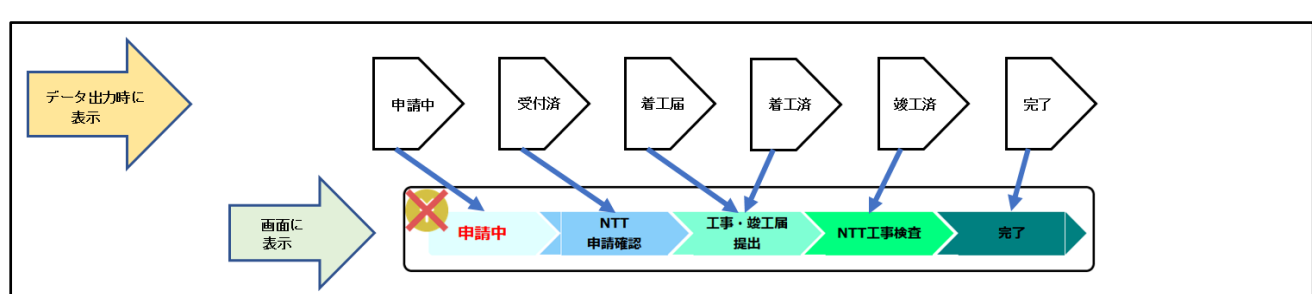 データ出力時に
表示
申請中
受付済
着工届
着工済
竣工済
完了
画面に
表示
申請中
NTT
申請確認
工事・竣工届
提出
NTT工事検査
完了